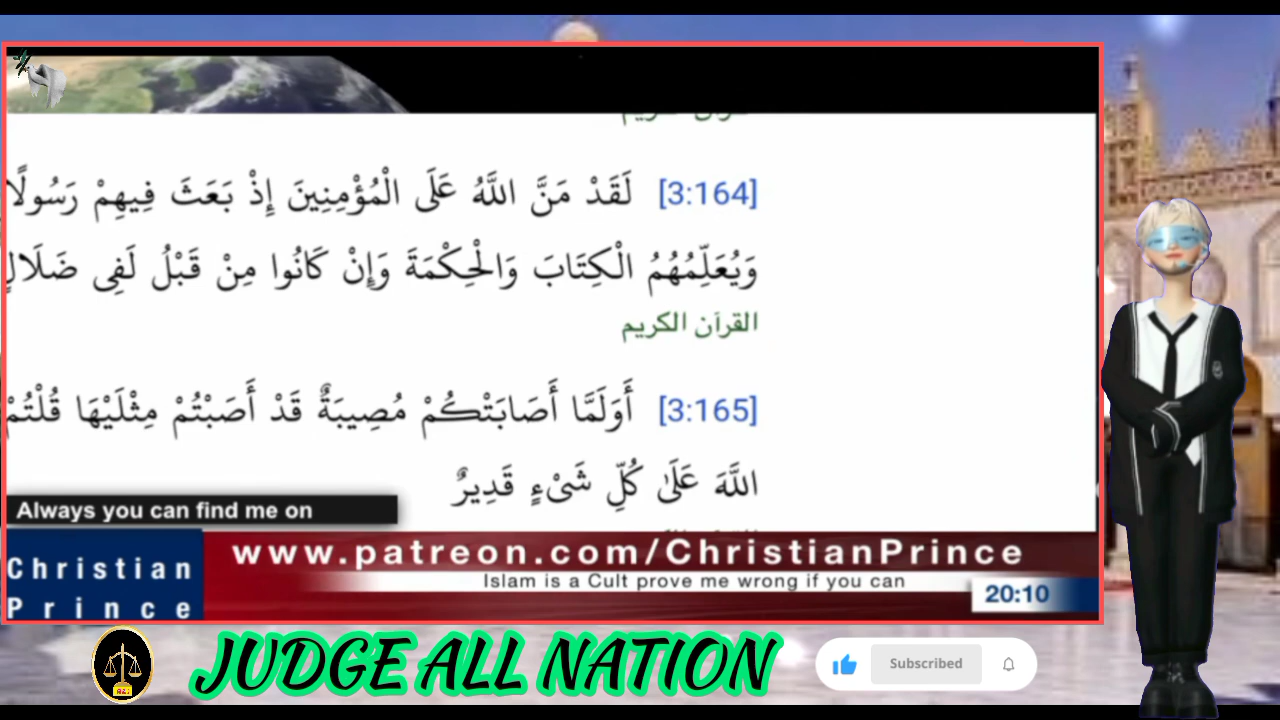 [3:164] لَقَدْ مَنَّ اللَّهُ عَلَى الْمُؤْمِنِينَ إِذْ بَعَثَ فِيهِمْ رَسُولًا
وَيُعَلِّمُهُمُ الْكِتَابَ وَالْحِكْمَةَ وَإِنْ كَانُوا مِنْ قَبْلُ لَفِي ضَلَالٍ
القرآن الكريم
[3:165] أَوَلَمَّا أَصَابَتْكُمْ مُصِيبَةٌ قَدْ أَصَبْتُمْ مِثْلَيْهَا قُلْتُمْ
اللَّهَ عَلَىٰ كُلِّ شَيْءٍ قَدِيرٌ
Always you can find me on
Christian
Prince
www.patreon.com/ChristianPrince
Islam is a Cult prove me wrong if you can
20:10
JUDGE ALL NATION
Subscribed